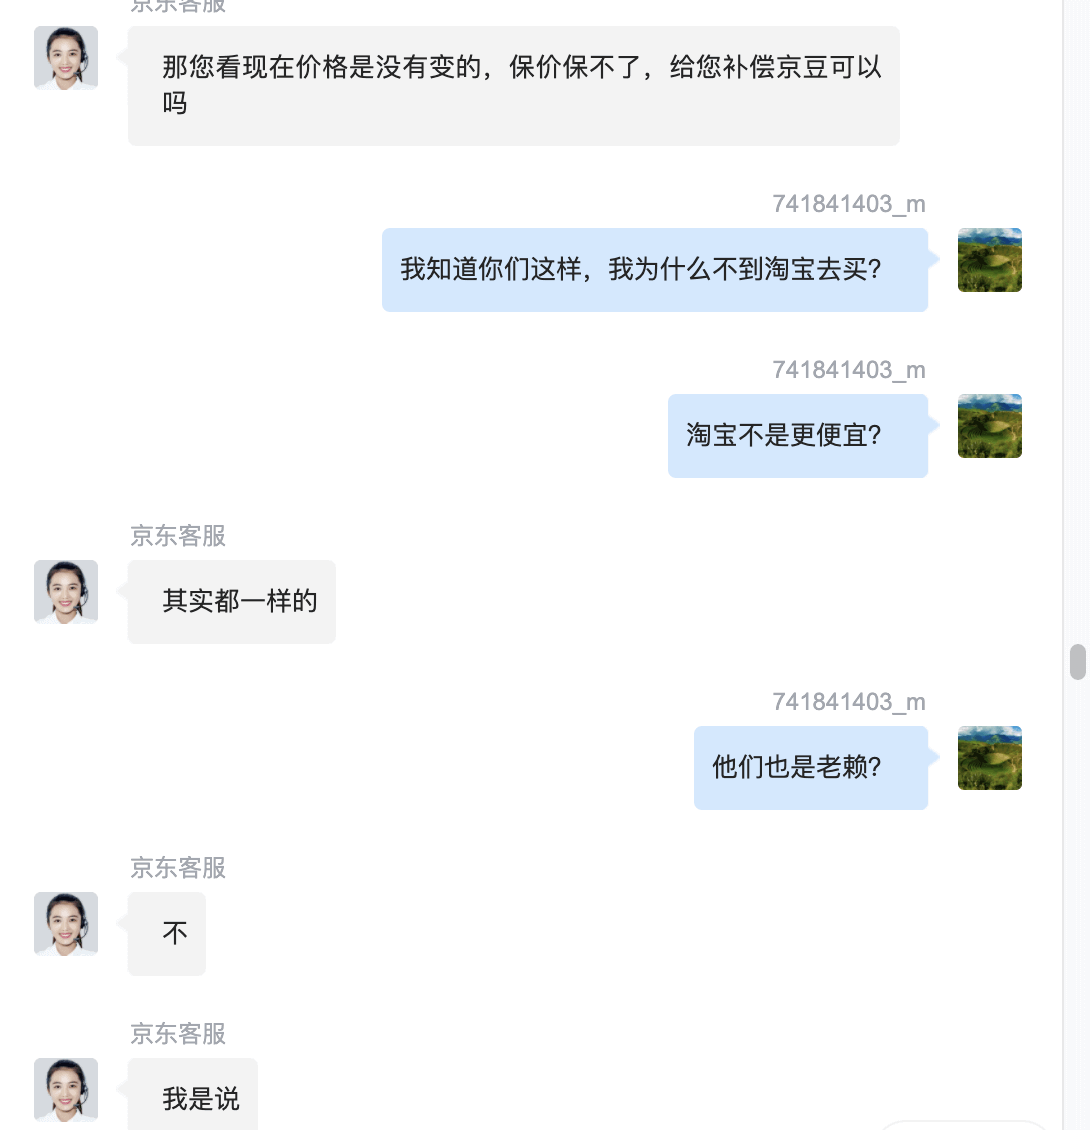 京东客服
那您看现在价格是没有变的，保价保不了，给您补偿京豆可以
吗
741841403_m
我知道你们这样，我为什么不到淘宝去买?
741841403_m
淘宝不是更便宜?
京东客服
其实都一样的
741841403_m
他们也是老赖?
京东客服
不
京东客服
我是说